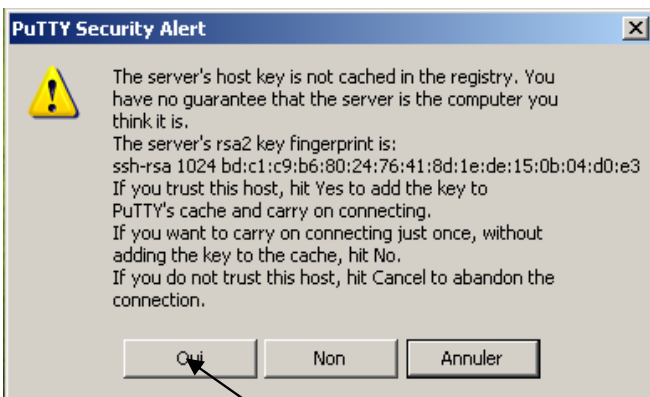 PuTTY Security Alert
The server's host key is not cached in the registry. You
have no guarantee that the server is the computer you
think it is.
The server's rsa2 key fingerprint is:
ssh-rsa 1024 bd:c1:c9:b6:80:24:76:41:8d:1e:de:15:0b:04:d0:e3
If you trust this host, hit Yes to add the key to
PuTTY's cache and carry on connecting.
If you want to carry on connecting just once, without
adding the key to the cache, hit No.
If you do not trust this host, hit Cancel to abandon the
connection.
Oui Non Annuler